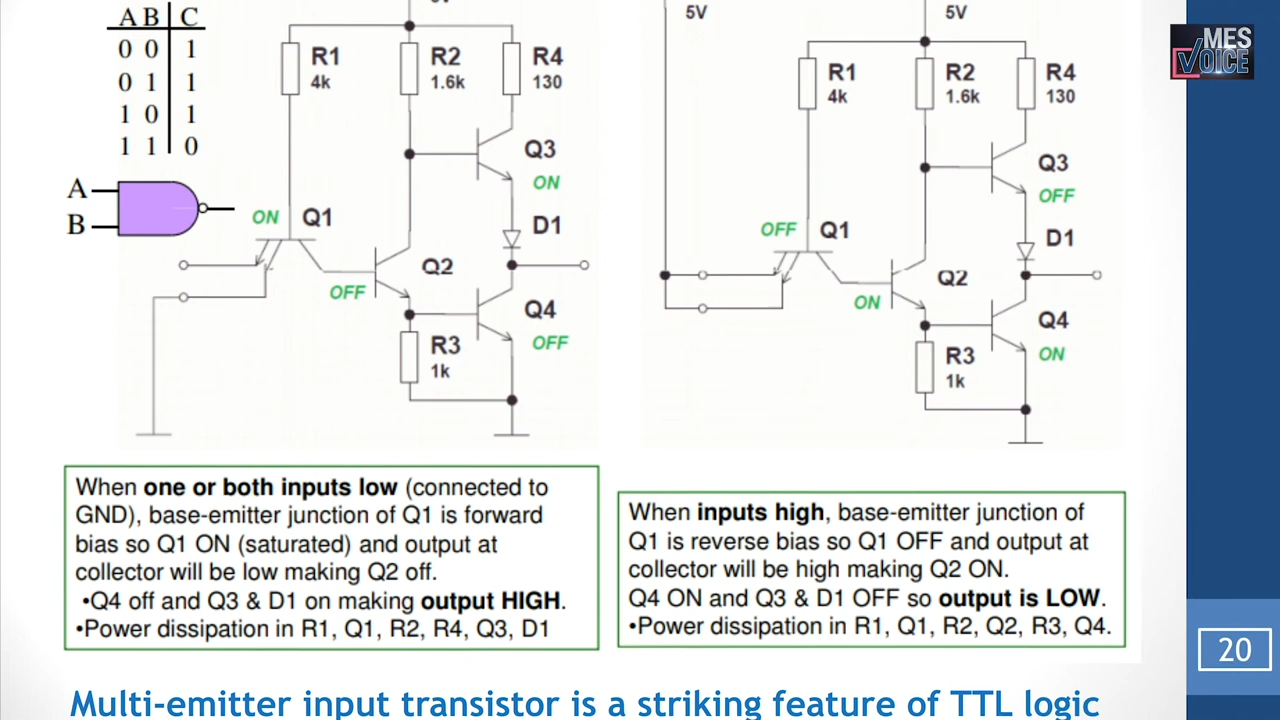 A B C
0 0 1
0 1 1
1 0 1
1 1 0
A
B
R1
4k
R2
1.6k
R4
130
Q3
ON
ON
Q1
D1
Q2
OFF
Q4
OFF
R3
1k
5V
5V
R1
4k
R2
1.6k
R4
130
Q3
OFF
OFF
Q1
D1
Q2
ON
Q4
ON
R3
1k
MES
VOICE
When one or both inputs low (connected to
GND), base-emitter junction of Q1 is forward
bias so Q1 ON (saturated) and output at
collector will be low making Q2 off.
•Q4 off and Q3 & D1 on making output HIGH.
•Power dissipation in R1, Q1, R2, R4, Q3, D1
When inputs high, base-emitter junction of
Q1 is reverse bias so Q1 OFF and output at
collector will be high making Q2 ON.
Q4 ON and Q3 & D1 OFF so output is LOW.
•Power dissipation in R1, Q1, R2, Q2, R3, Q4.
20
Multi-emitter input transistor is a striking feature of TTL logic